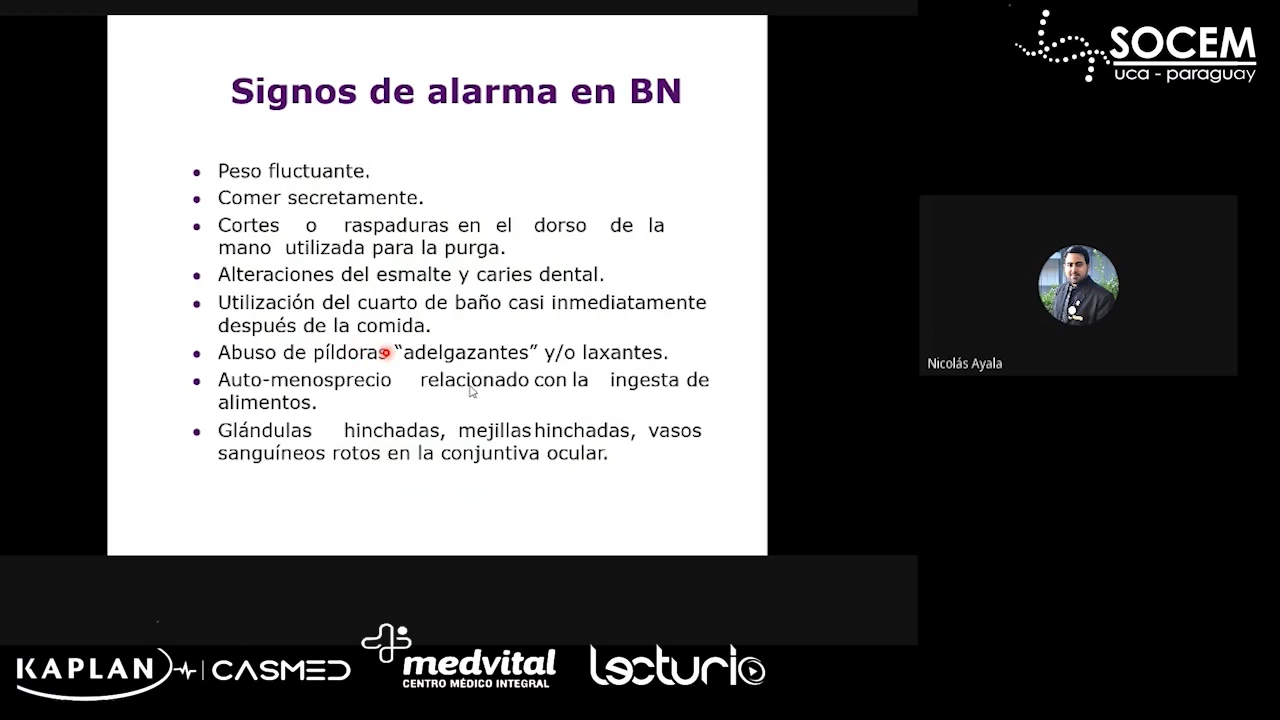 SOCEM
uca - paraguay
Signos de alarma en BN
• Peso fluctuante.
• Comer secretamente.
• Cortes o raspaduras en el dorso de la
mano utilizada para la purga.
• Alteraciones del esmalte y caries dental.
• Utilización del cuarto de baño casi inmediatamente
después de la comida.
• Abuso de píldoras “adelgazantes” y/o laxantes.
• Auto-menosprecio relacionado con la ingesta de
alimentos.
• Glándulas hinchadas, mejillas hinchadas, vasos
sanguíneos rotos en la conjuntiva ocular.
Nicolás Ayala
KAPLAN | CASMED
medvital
CENTRO MÉDICO INTEGRAL
lecturio